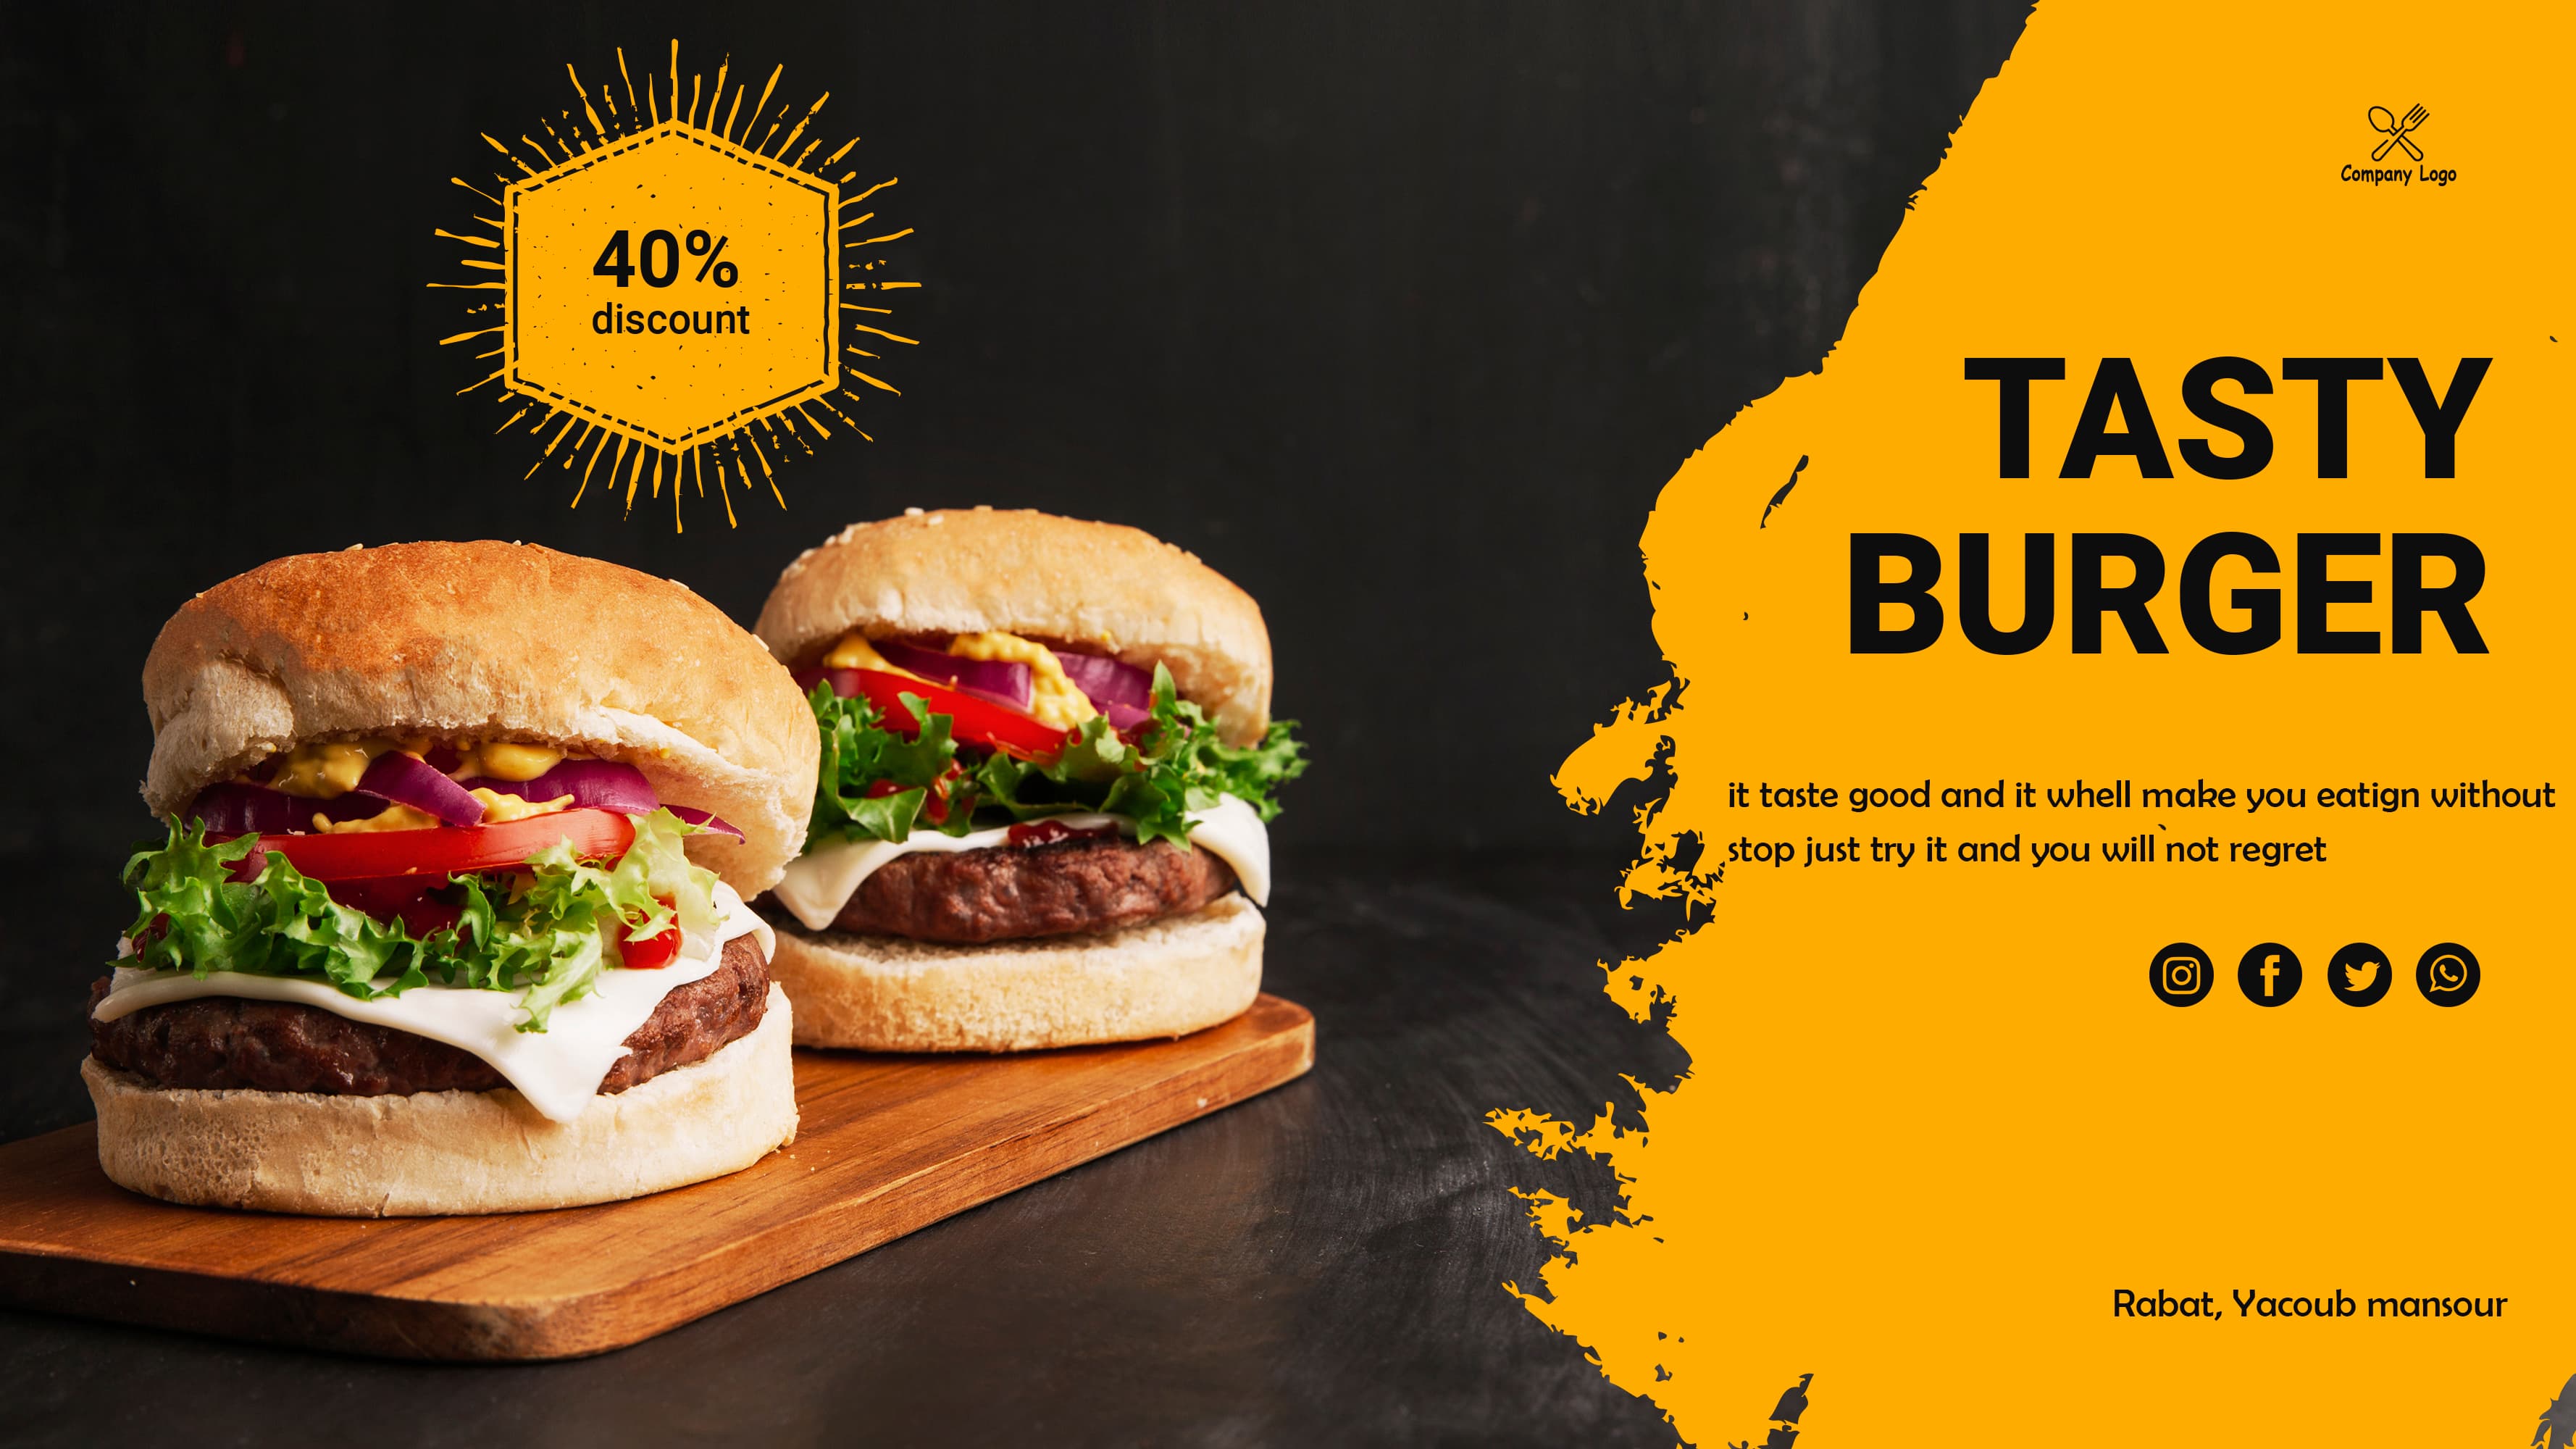 40%
discount
Company Logo
TASTY
BURGER
it taste good and it whell make you eatign without
stop just try it and you will not regret
Rabat, Yacoub mansour